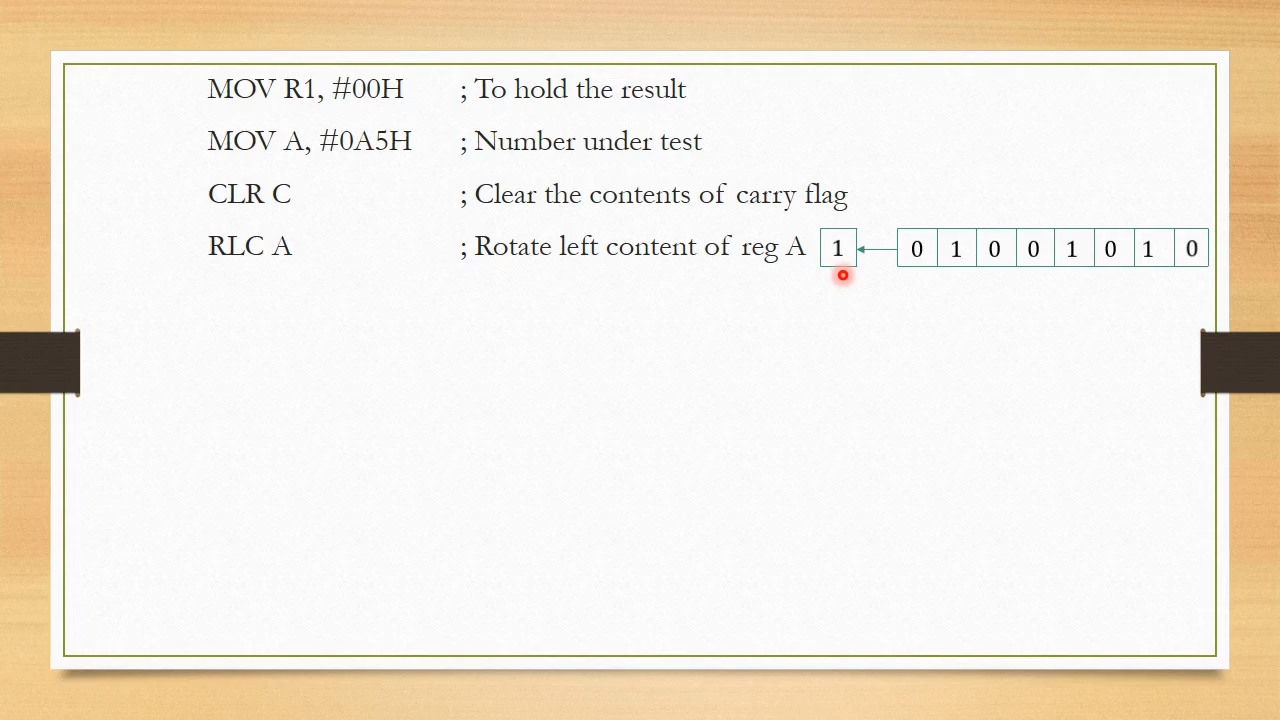 MOV R1, #00H ; To hold the result
MOV A, #0A5H ; Number under test
CLR C ; Clear the contents of carry flag
RLC A ; Rotate left content of reg A 1 0 1 0 0 1 0 1 0